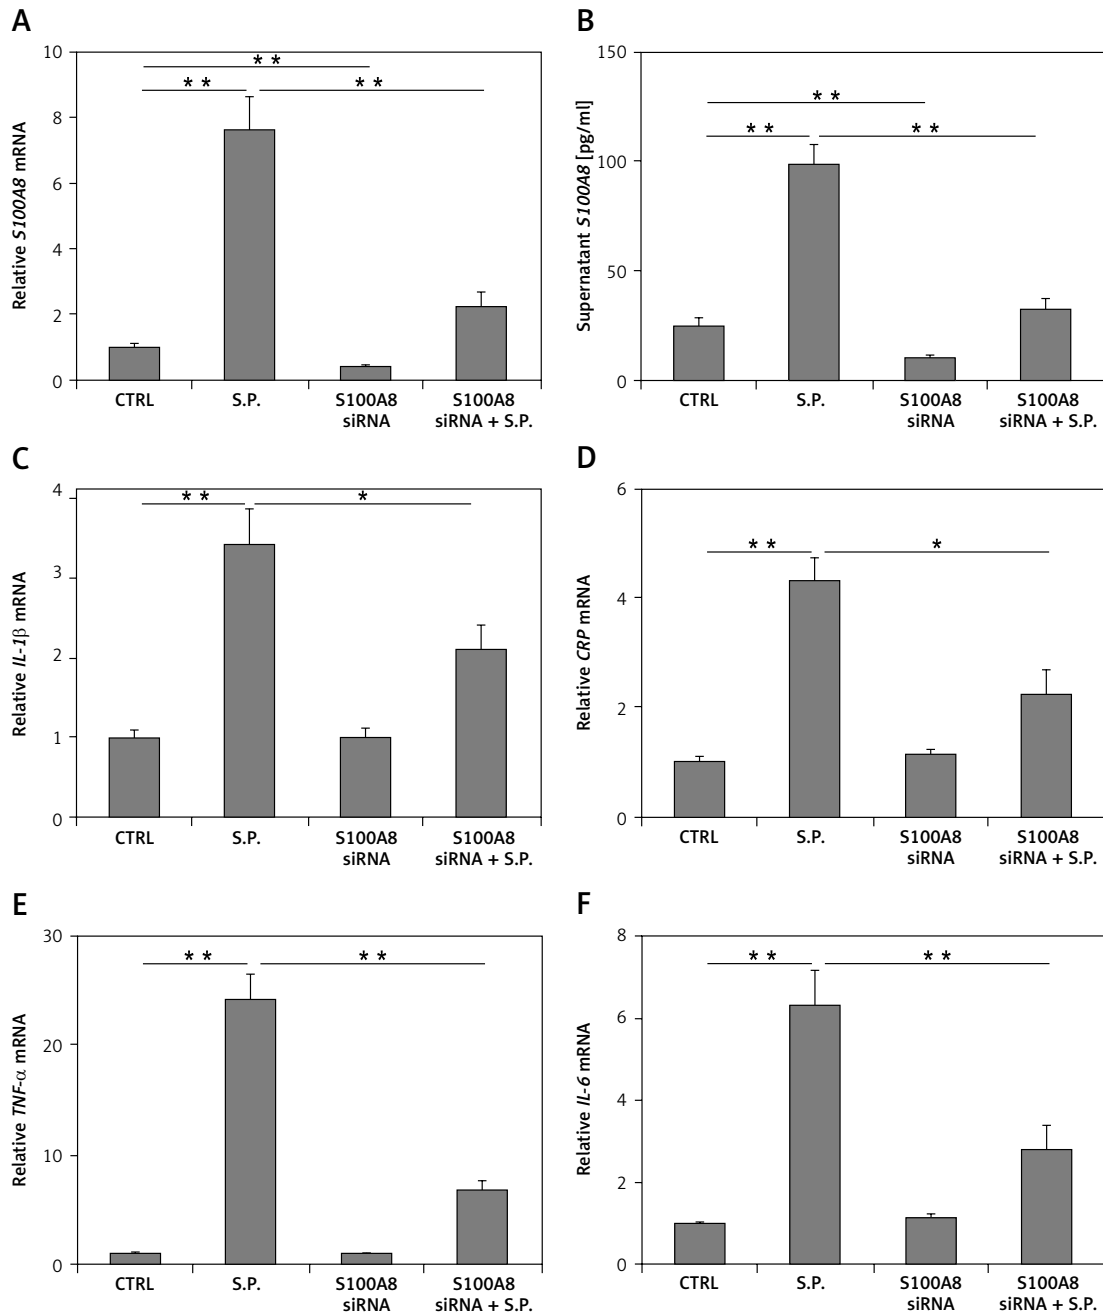 A
Relative S100A8 mRNA
10
8
6
4
2
0
* *
* *
* *
CTRL
S.P.
S100A8
siRNA
S100A8
siRNA + S.P.
B
Supernatant S100A8 [pg/ml]
150
100
50
0
* *
* *
* *
CTRL
S.P.
S100A8
siRNA
S100A8
siRNA + S.P.
C
Relative IL-1β mRNA
4
3
2
1
0
* *
*
CTRL
S.P.
S100A8
siRNA
S100A8
siRNA + S.P.
D
Relative CRP mRNA
6
4
2
0
* *
*
CTRL
S.P.
S100A8
siRNA
S100A8
siRNA + S.P.
E
Relative TNF-α mRNA
30
20
10
0
* *
* *
CTRL
S.P.
S100A8
siRNA
S100A8
siRNA + S.P.
F
Relative IL-6 mRNA
8
6
4
2
0
* *
* *
CTRL
S.P.
S100A8
siRNA
S100A8
siRNA + S.P.